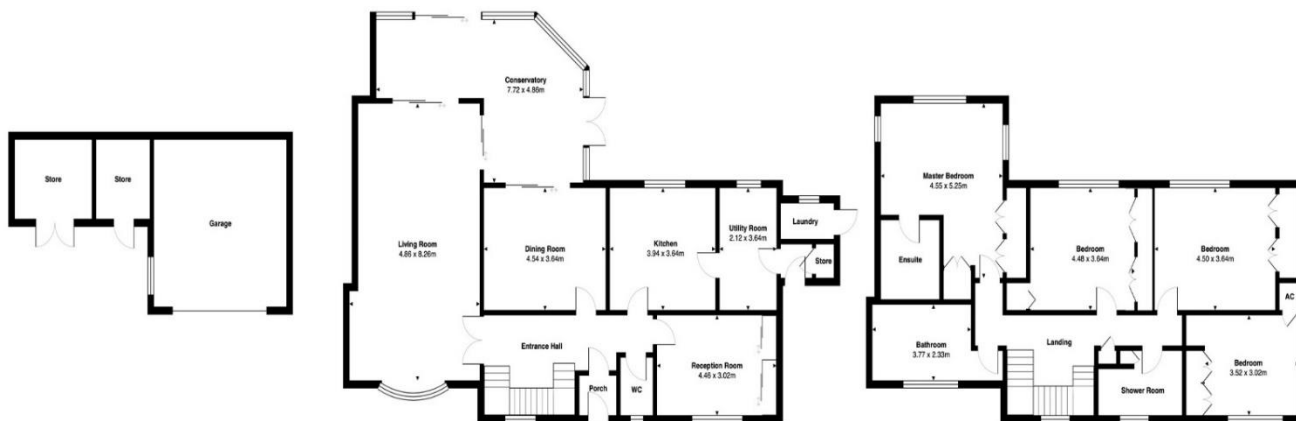 Store
Store
Garage
Conservatory
7.72 x 4.86m
Living Room
4.86 x 8.26m
Dining Room
4.54 x 3.64m
Kitchen
3.94 x 3.64m
Utility Room
2.12 x 3.64m
Laundry
Store
Entrance Hall
Porch
WC
Reception Room
4.46 x 3.02m
Master Bedroom
4.55 x 5.25m
Ensuite
Bedroom
4.48 x 3.64m
Bedroom
4.50 x 3.64m
AC
Bathroom
3.77 x 2.33m
Landing
Shower Room
Bedroom
3.52 x 3.02m